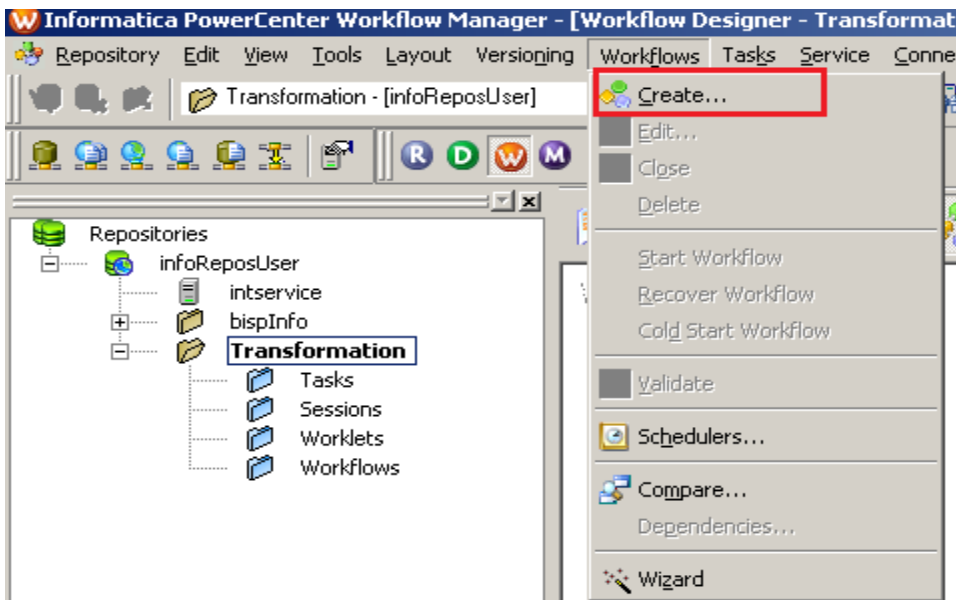 Informatica PowerCenter Workflow Manager - [Workflow Designer - Transformat
Repository Edit View Tools Layout Versioning Workflows Tasks Service Conne
Transformation - [infoReposUser]
R D W M
Repositories
infoReposUser
intservice
bispInfo
Transformation
Tasks
Sessions
Worklets
Workflows
Create...
Edit...
Close
Delete
Start Workflow
Recover Workflow
Cold Start Workflow
Validate
Schedulers...
Compare...
Dependencies...
Wizard